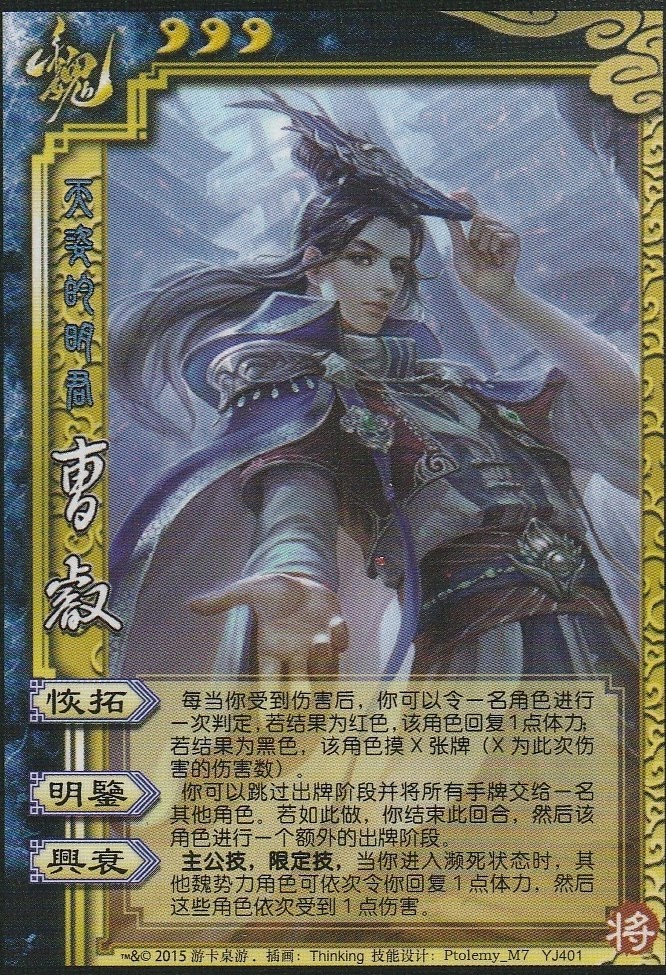 魏
天姿的明君
曹叡
恢拓
每当你受到伤害后，你可以令一名角色进行
一次判定，若结果为红色，该角色回复1点体力；
若结果为黑色，该角色摸X张牌（X为此次伤
害的伤害数）。
明鑒
你可以跳过出牌阶段并将所有手牌交给一名
其他角色。若如此做，你结束此回合，然后该
角色进行一个额外的出牌阶段。
興衰
主公技，限定技，当你进入濒死状态时，其
他魏势力角色可依次令你回复1点体力，然后
这些角色依次受到1点伤害。
将
™&© 2015 游卡桌游．插画：Thinking 技能设计：Ptolemy_M7 YJ401